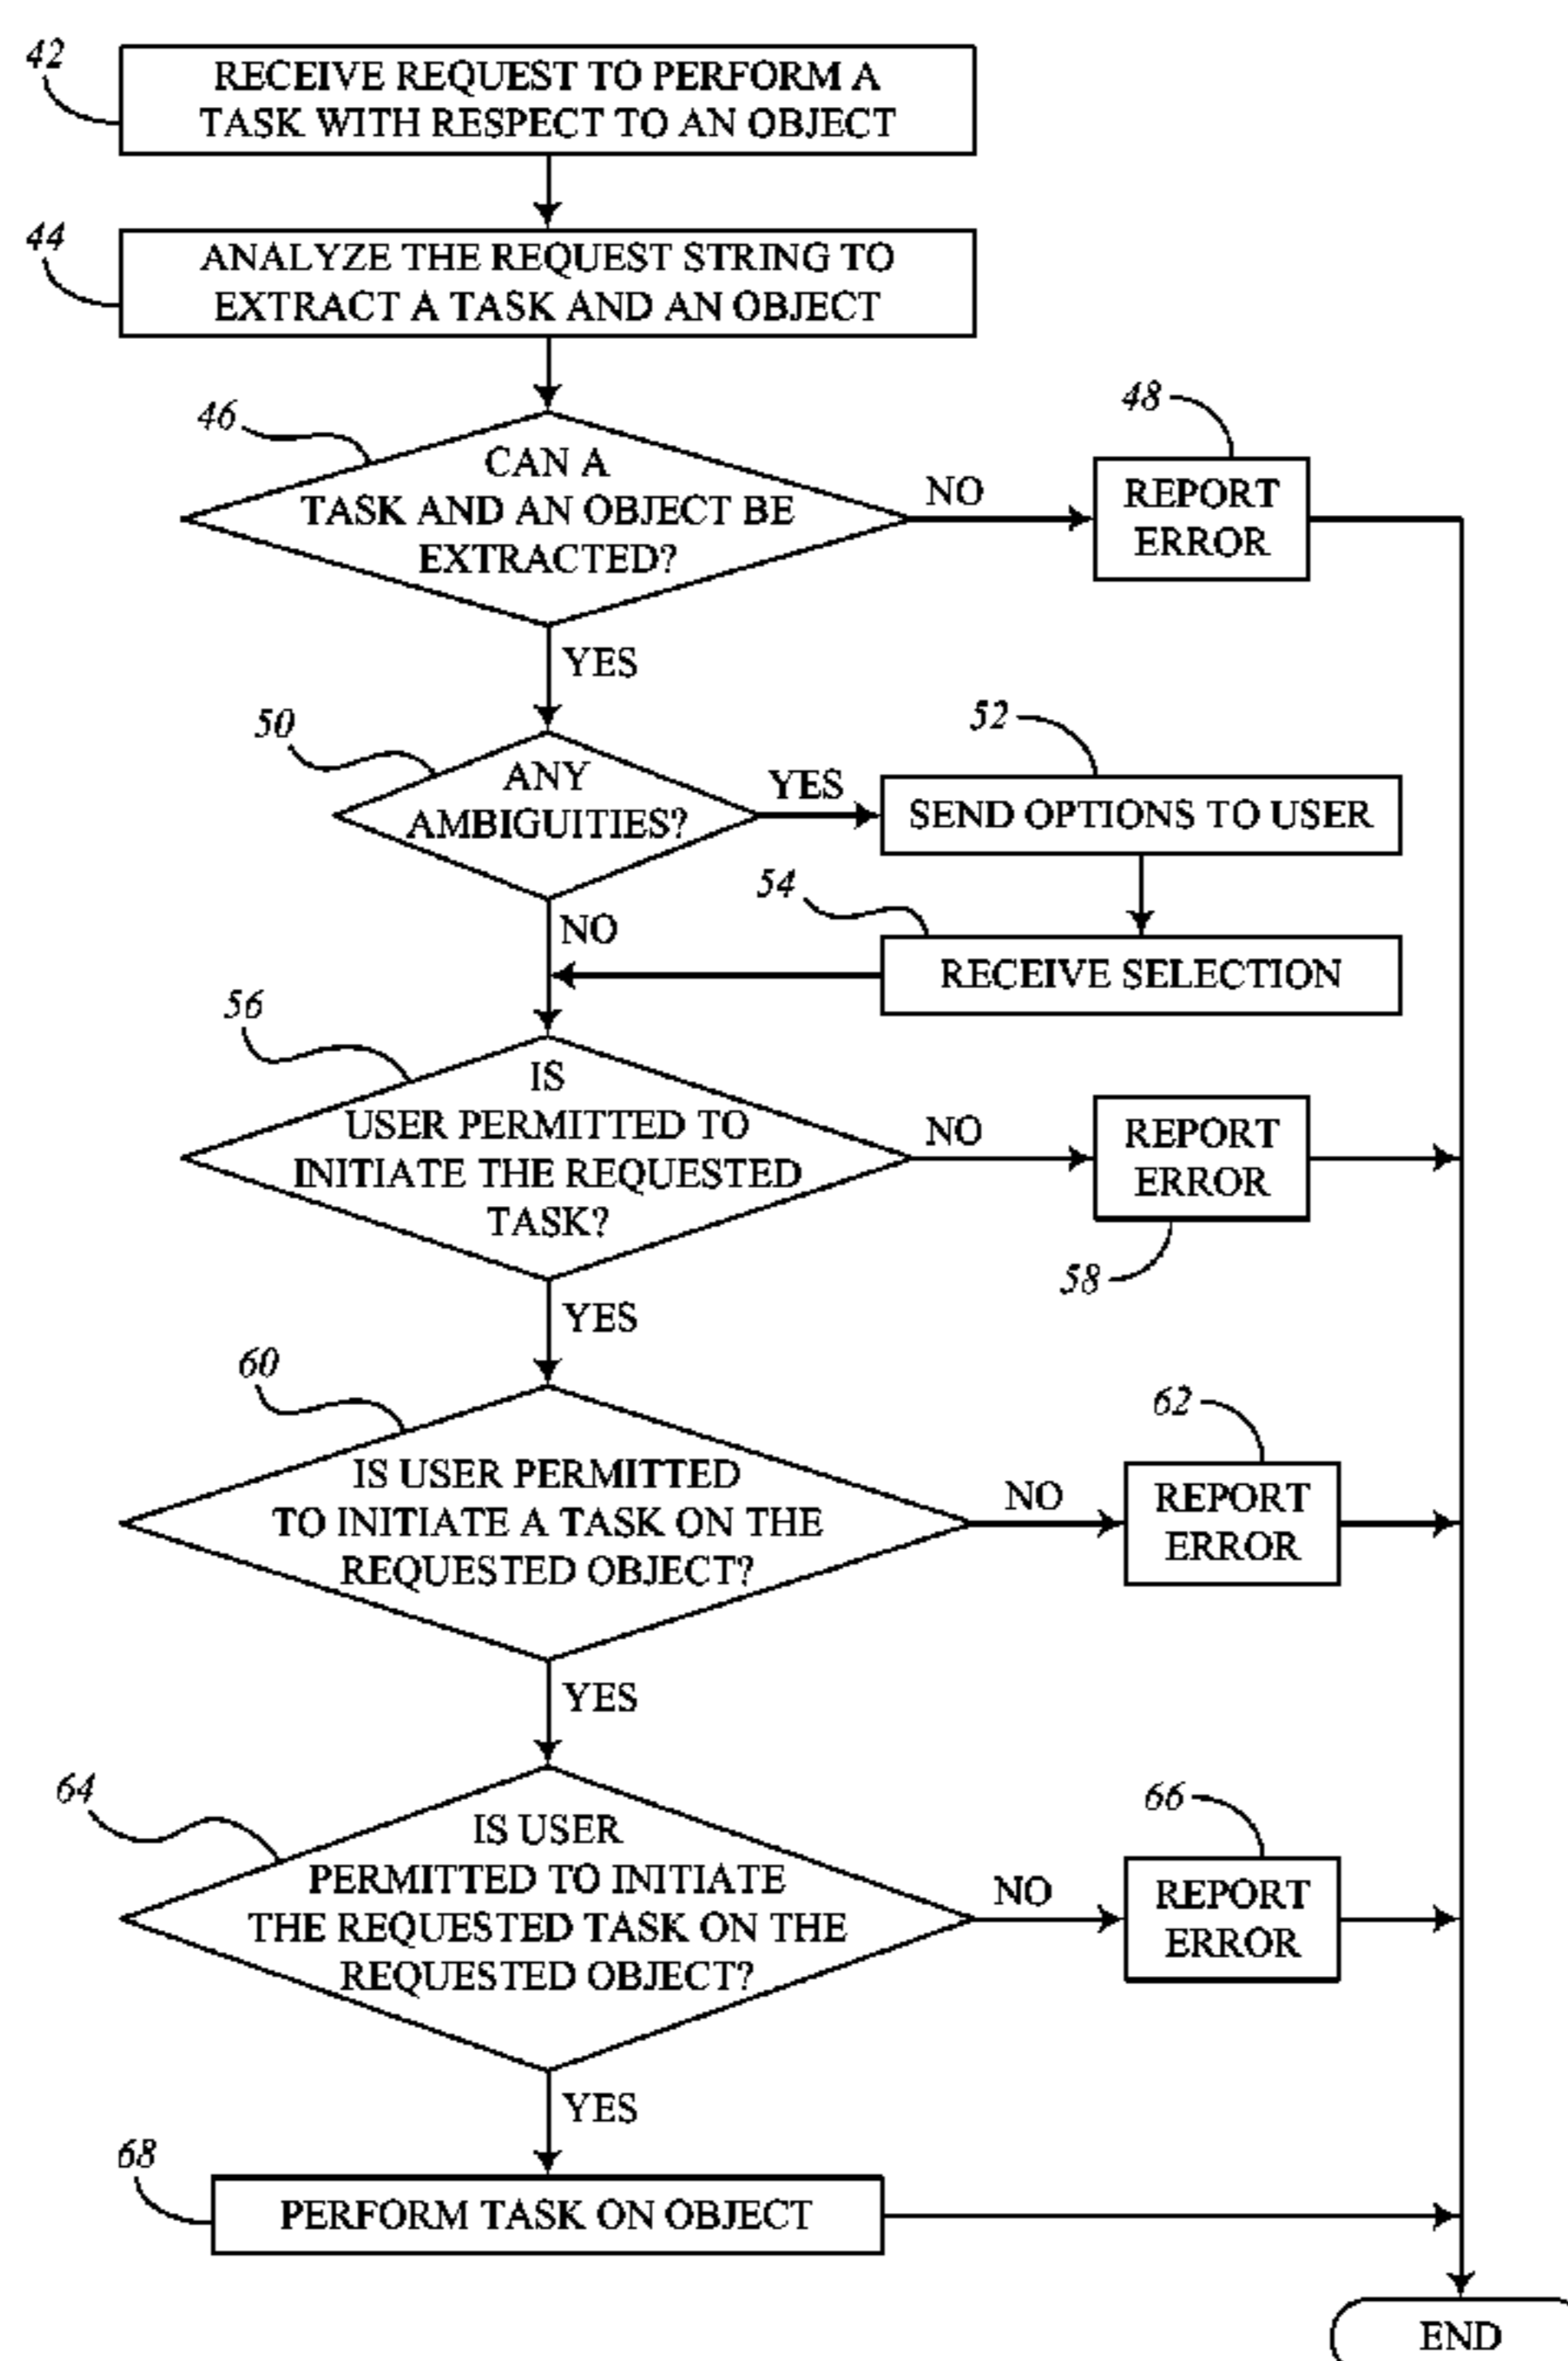 42
RECEIVE REQUEST TO PERFORM A
TASK WITH RESPECT TO AN OBJECT
44
ANALYZE THE REQUEST STRING TO
EXTRACT A TASK AND AN OBJECT
46
CAN A
TASK AND AN OBJECT BE
EXTRACTED?
NO
48
REPORT
ERROR
YES
50
ANY
AMBIGUITIES?
YES
52
SEND OPTIONS TO USER
54
RECEIVE SELECTION
NO
56
IS
USER PERMITTED TO
INITIATE THE REQUESTED
TASK?
NO
REPORT
ERROR
58
YES
60
IS USER PERMITTED
TO INITIATE A TASK ON THE
REQUESTED OBJECT?
NO
62
REPORT
ERROR
YES
64
IS USER
PERMITTED TO INITIATE
THE REQUESTED TASK ON THE
REQUESTED OBJECT?
NO
66
REPORT
ERROR
YES
68
PERFORM TASK ON OBJECT
END